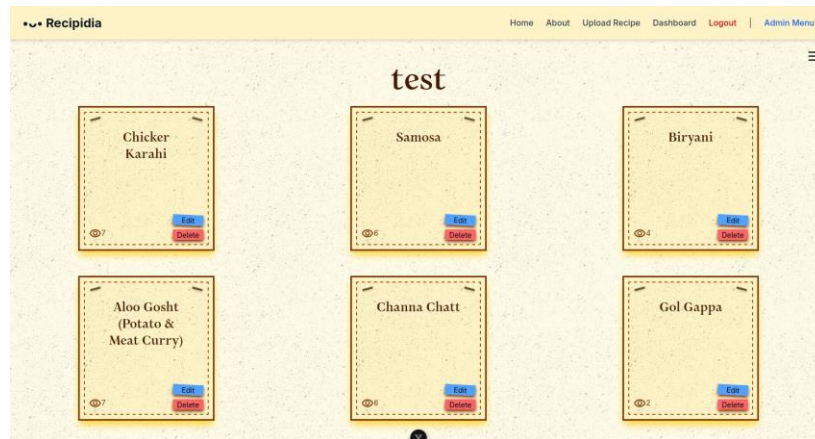 Recipidia
Home About Upload Recipe Dashboard Logout | Admin Menu
test
Chicker
Karahi
7
Edit
Delete
Samosa
6
Edit
Delete
Biryani
4
Edit
Delete
Aloo Gosht
(Potato &
Meat Curry)
7
Edit
Delete
Channa Chatt
6
Edit
Delete
Gol Gappa
2
Edit
Delete